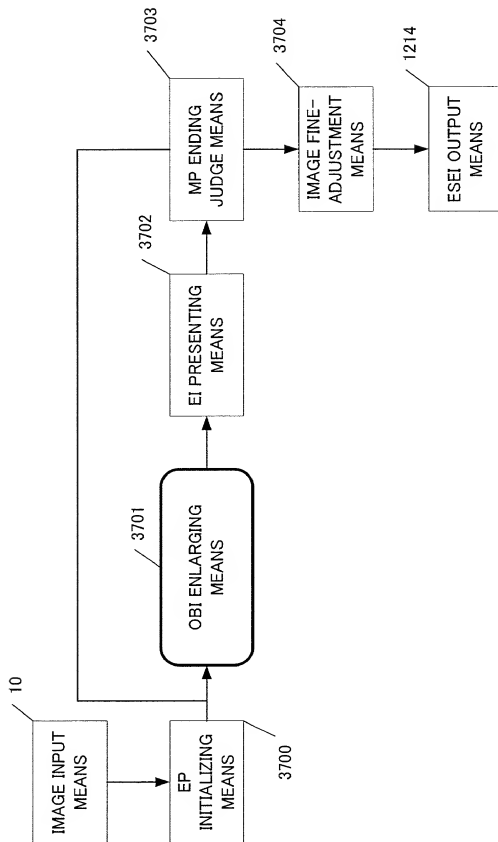 10
IMAGE INPUT
MEANS
EP
INITIALIZING
MEANS
3700
3701
OBI ENLARGING
MEANS
3702
EI PRESENTING
MEANS
3703
MP ENDING
JUDGE MEANS
3704
IMAGE FINE-
ADJUSTMENT
MEANS
1214
ESEI OUTPUT
MEANS